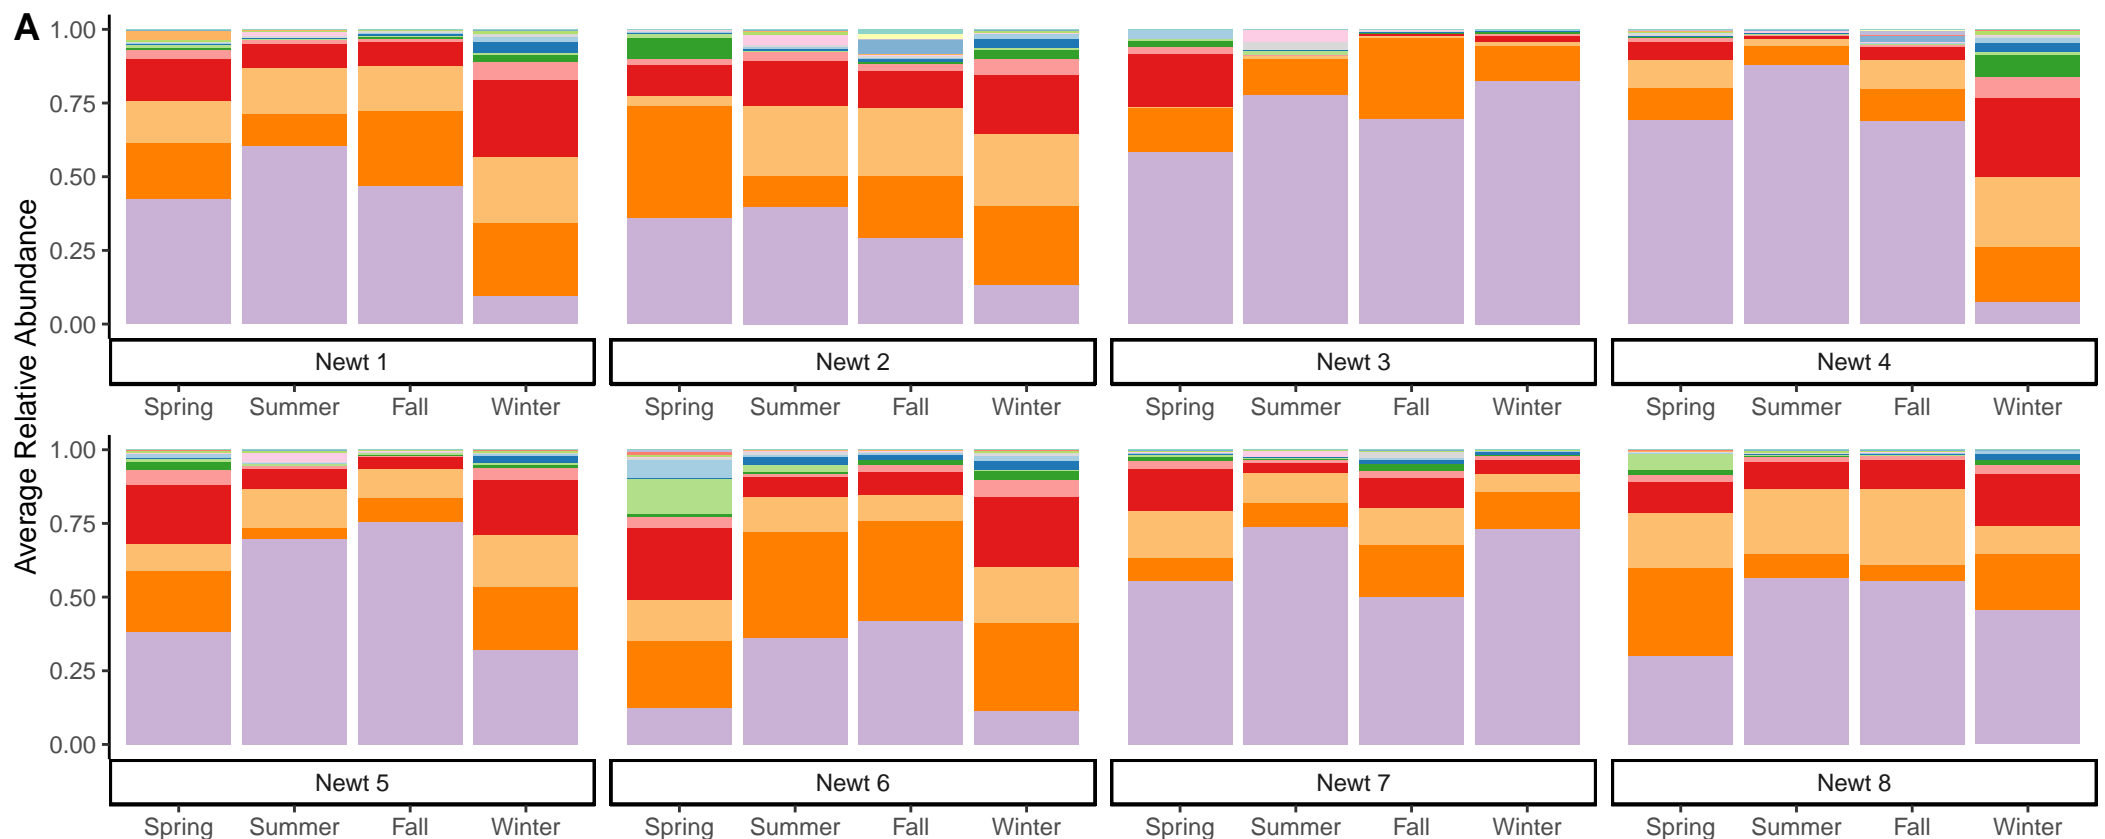 A
Average Relative Abundance
1.00
0.75
0.50
0.25
0.00
Newt 1
Newt 2
Newt 3
Newt 4
Spring Summer Fall Winter
Spring Summer Fall Winter
Spring Summer Fall Winter
Spring Summer Fall Winter
1.00
0.75
0.50
0.25
0.00
Newt 5
Newt 6
Newt 7
Newt 8
Spring Summer Fall Winter
Spring Summer Fall Winter
Spring Summer Fall Winter
Spring Summer Fall Winter